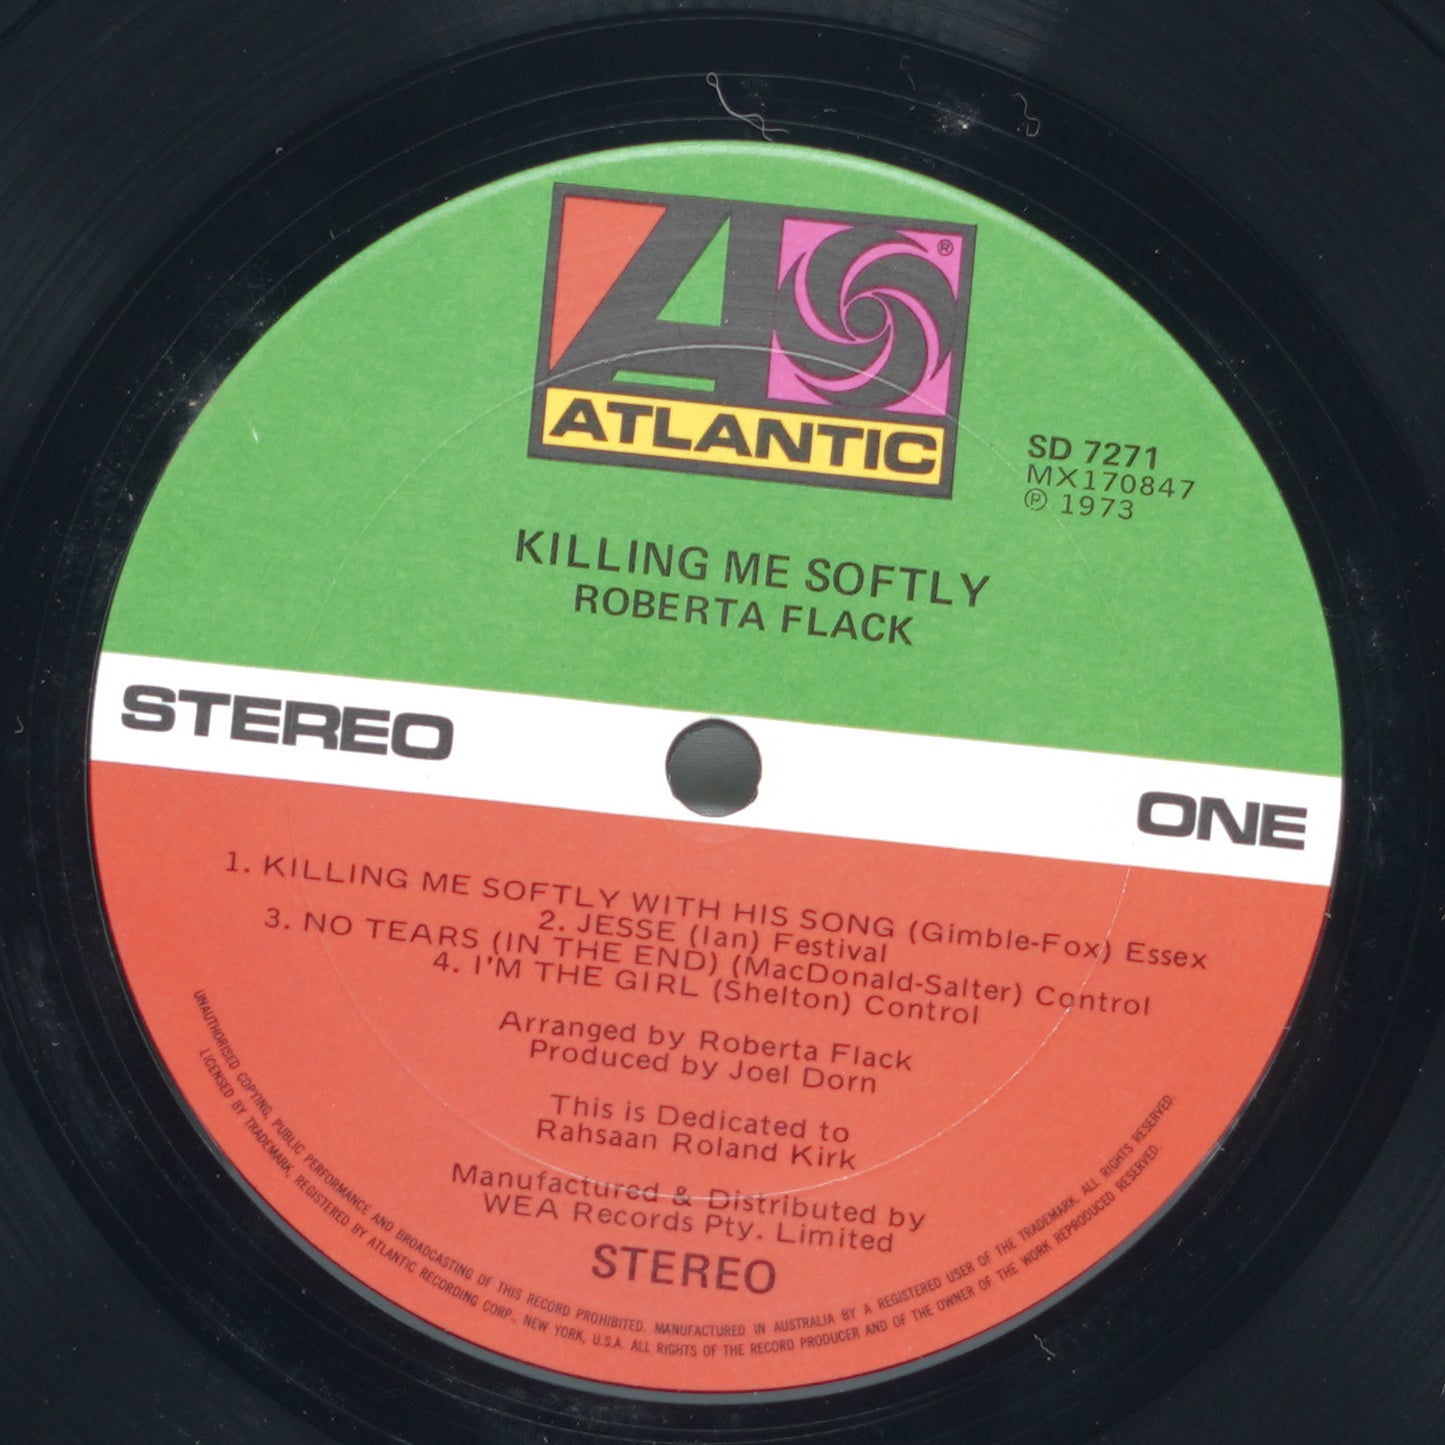 ATLANTIC
®
SD 7271
MX170847
℗ 1973
KILLING ME SOFTLY
ROBERTA FLACK
STEREO
ONE
1. KILLING ME SOFTLY WITH HIS SONG (Gimble-Fox) Essex
2. JESSE (Ian) Festival
3. NO TEARS (IN THE END) (MacDonald-Salter) Control
4. I'M THE GIRL (Shelton) Control
Arranged by Roberta Flack
Produced by Joel Dorn
This is Dedicated to
Rahsaan Roland Kirk
Manufactured & Distributed by
WEA Records Pty. Limited
STEREO
UNAUTHORISED COPYING, PUBLIC PERFORMANCE AND BROADCASTING OF THIS RECORD PROHIBITED. MANUFACTURED IN AUSTRALIA BY A REGISTERED USER OF THE TRADEMARK. ALL RIGHTS RESERVED.
LICENSED BY TRADEMARK, REGISTERED BY ATLANTIC RECORDING CORP., NEW YORK, U.S.A. ALL RIGHTS OF THE RECORD PRODUCER AND OF THE OWNER OF THE WORK REPRODUCED RESERVED.